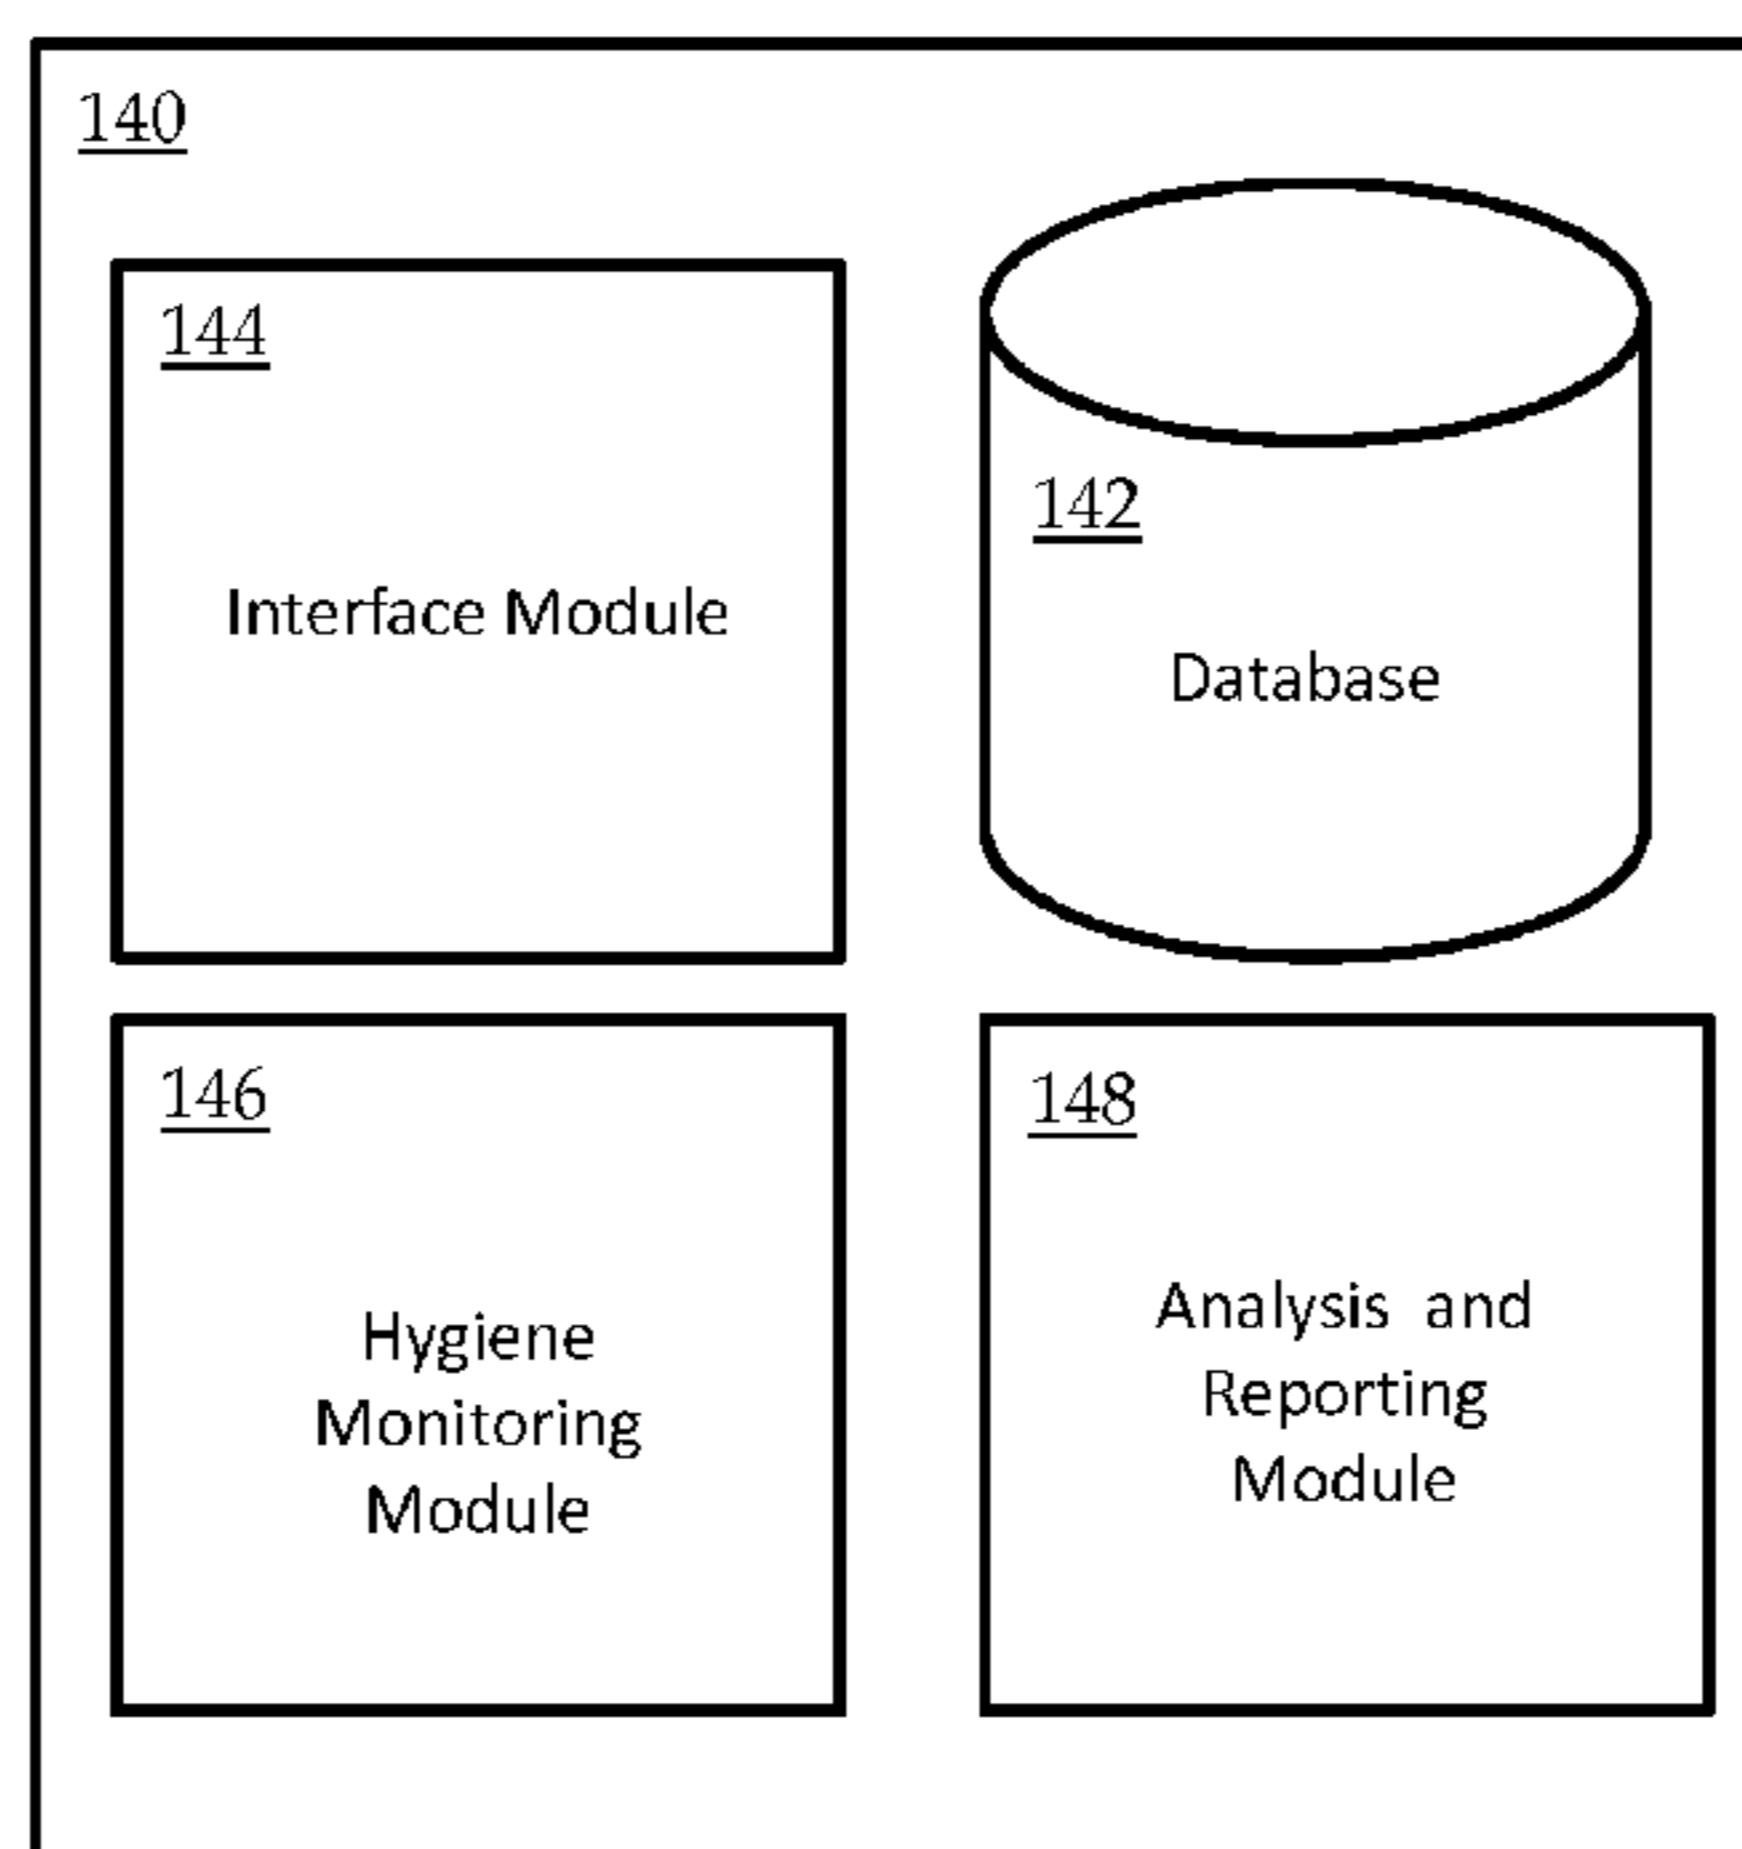 140
144
Interface Module
142
Database
146
Hygiene
Monitoring
Module
148
Analysis and
Reporting
Module